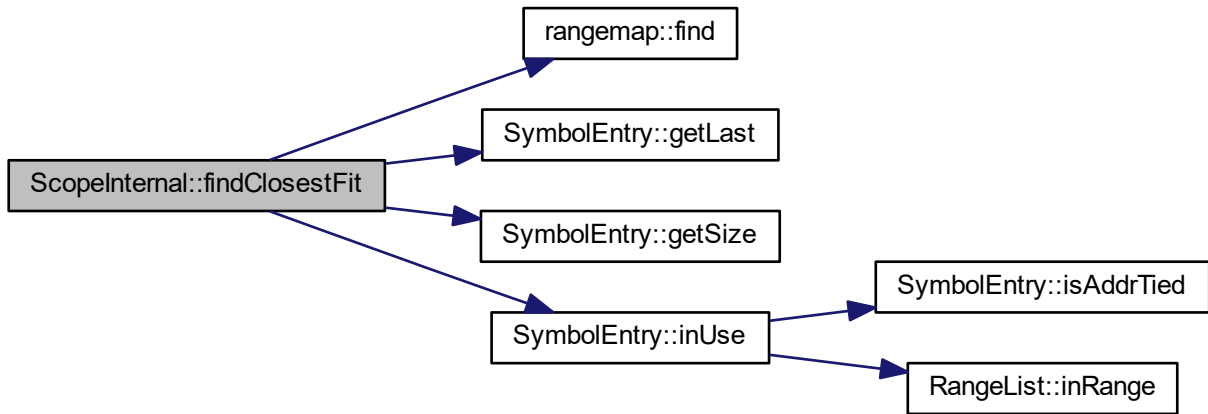 rangemap::find
SymbolEntry::getLast
ScopeInternal::findClosestFit
SymbolEntry::getSize
SymbolEntry::isAddrTied
SymbolEntry::inUse
RangeList::inRange